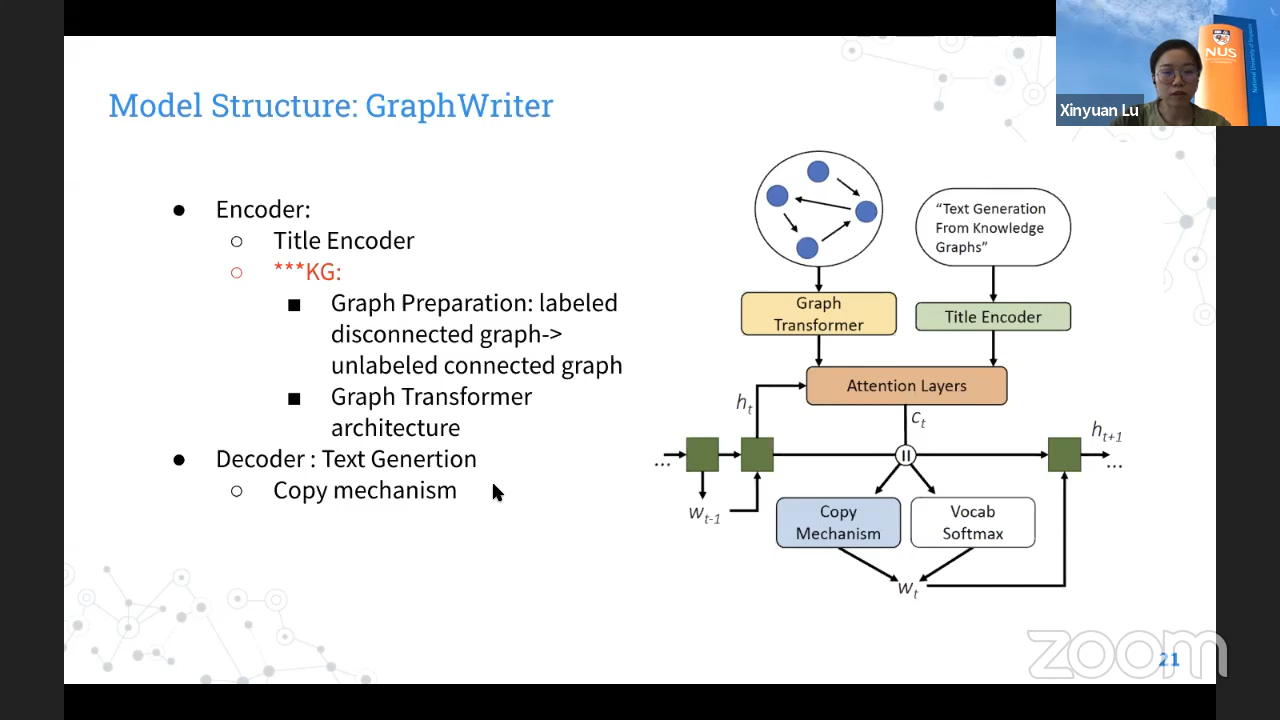 Model Structure: GraphWriter
NUS
Xinyuan Lu
● Encoder:
○ Title Encoder
○ ***KG:
■ Graph Preparation: labeled
disconnected graph->
unlabeled connected graph
■ Graph Transformer
architecture
● Decoder : Text Genertion
○ Copy mechanism
“Text Generation
From Knowledge
Graphs”
Graph
Transformer
Title Encoder
Attention Layers
h_t
c_t
h_{t+1}
...
...
w_{t-1}
Copy
Mechanism
Vocab
Softmax
w_t
zoom
21